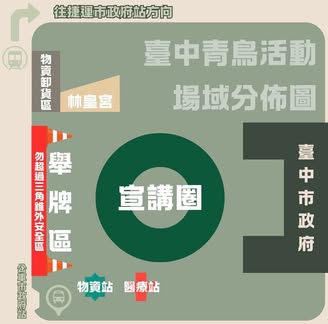 往捷運市政府站方向
臺中青鳥活動
場域分佈圖
物資卸貨區
林皇宮
勿超過三角錐外安全區
舉牌區
宣講圈
臺中市政府
物資站
醫療站
公車市政府站